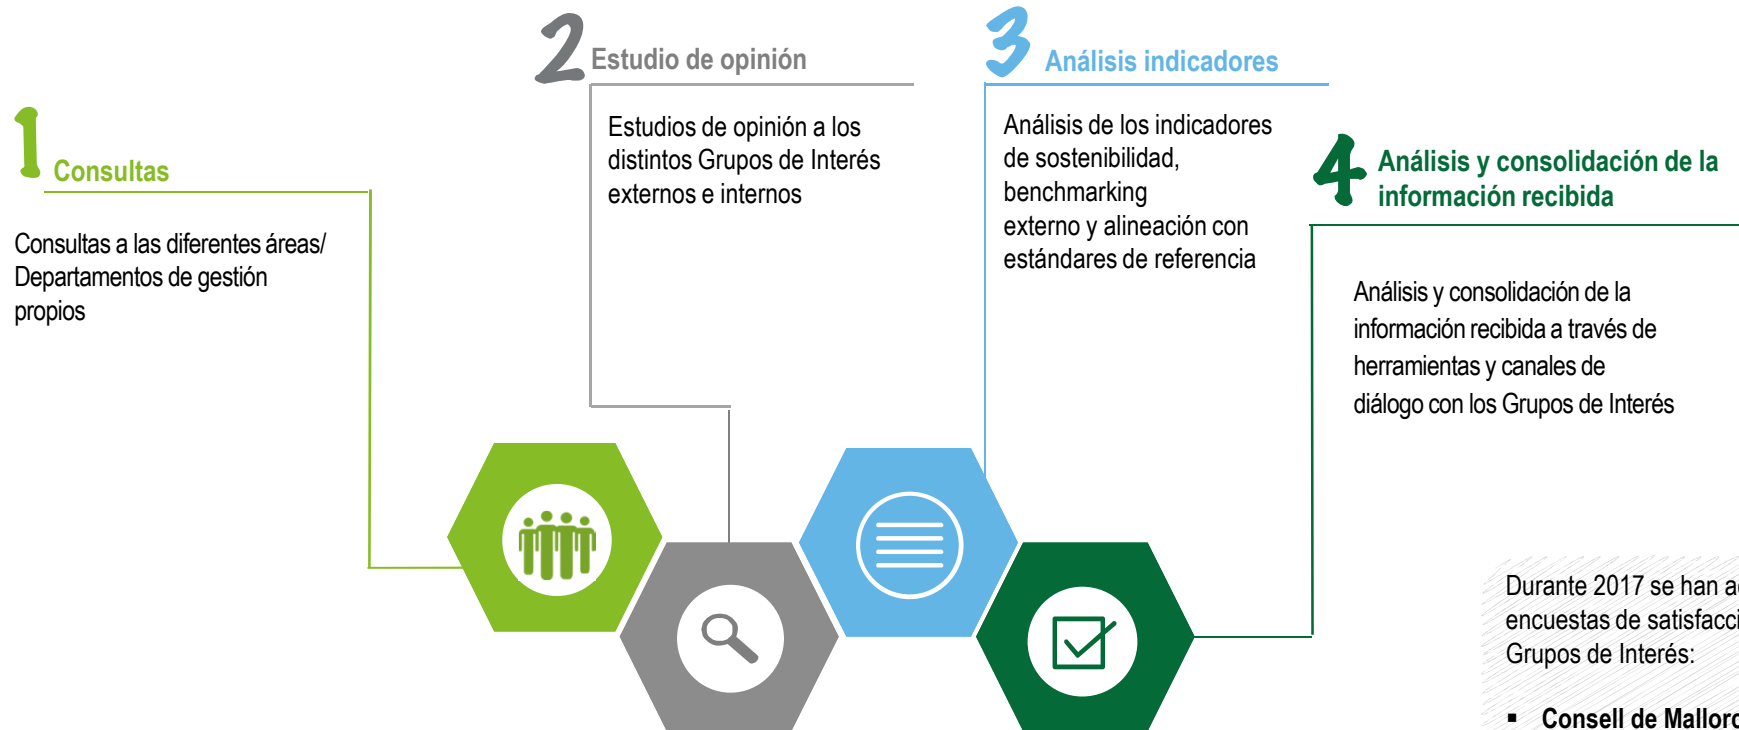 1
Consultas
Consultas a las diferentes áreas/
Departamentos de gestión
propios
2
Estudio de opinión
Estudios de opinión a los
distintos Grupos de Interés
externos e internos
3
Análisis indicadores
Análisis de los indicadores
de sostenibilidad,
benchmarking
externo y alineación con
estándares de referencia
4
Análisis y consolidación de la
información recibida
Análisis y consolidación de la
información recibida a través de
herramientas y canales de
diálogo con los Grupos de Interés
Durante 2017 se han
encuestas de
Grupos de Interés:
▪ Consell de